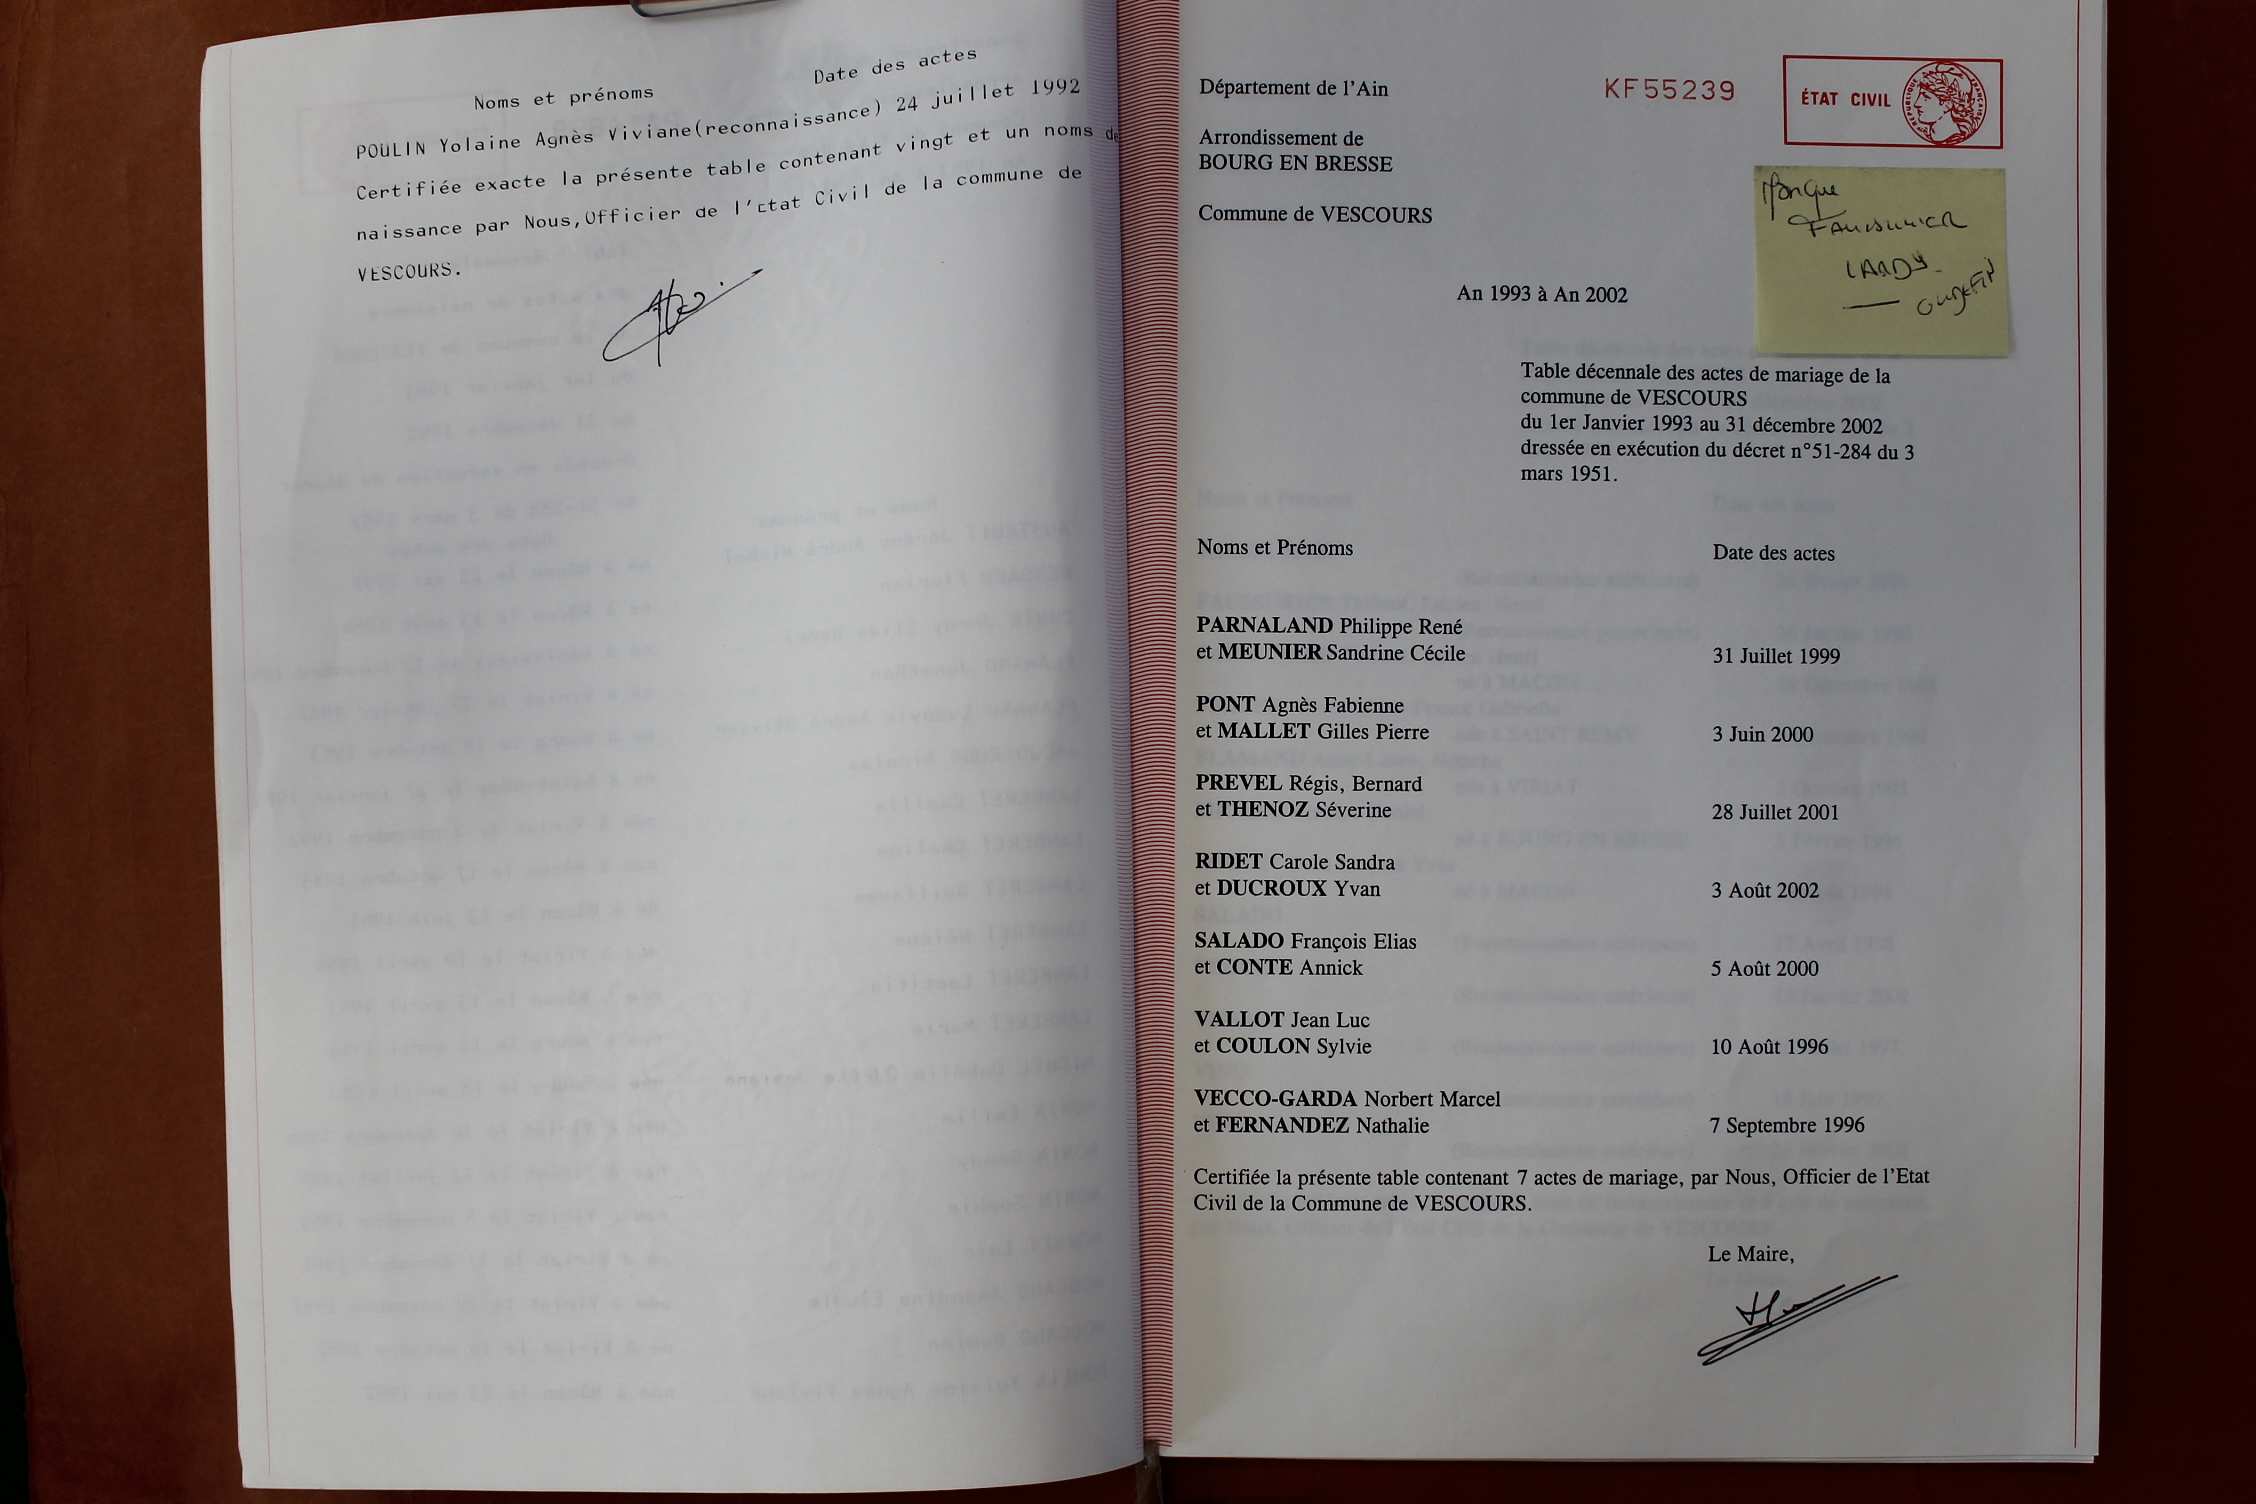 Noms et prénoms
Date des actes
POULIN Yolaine Agnès Viviane(reconnaissance) 24 juillet 1992
Certifiée exacte la présente table contenant vingt et un noms de
naissance par Nous,Officier de l'Etat Civil de la commune de
VESCOURS.
Département de l'Ain
KF55239
ÉTAT CIVIL
Arrondissement de
BOURG EN BRESSE
Commune de VESCOURS
Manque
LARDY
An 1993 à An 2002
Table décennale des actes de mariage de la
commune de VESCOURS
du 1er Janvier 1993 au 31 décembre 2002
dressée en exécution du décret n°51-284 du 3
mars 1951.
Noms et Prénoms
Date des actes
PARNALAND Philippe René
et MEUNIER Sandrine Cécile 31 Juillet 1999
PONT Agnès Fabienne
et MALLET Gilles Pierre 3 Juin 2000
PREVEL Régis, Bernard
et THENOZ Séverine 28 Juillet 2001
RIDET Carole Sandra
et DUCROUX Yvan 3 Août 2002
SALADO François Elias
et CONTE Annick 5 Août 2000
VALLOT Jean Luc
et COULON Sylvie 10 Août 1996
VECCO-GARDA Norbert Marcel
et FERNANDEZ Nathalie 7 Septembre 1996
Certifiée la présente table contenant 7 actes de mariage, par Nous, Officier de l'Etat
Civil de la Commune de VESCOURS.
Le Maire,